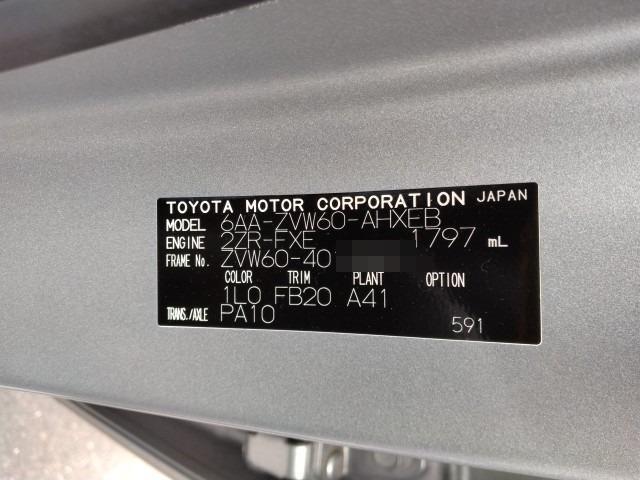 TOYOTA MOTOR CORPORATION JAPAN
MODEL 6AA-ZVW60-AHXEB
ENGINE 2ZR-FXE 1797 mL
FRAME No. ZVW60-40
COLOR TRIM PLANT OPTION
1L0 FB20 A41
TRANS./AXLE PA10 591